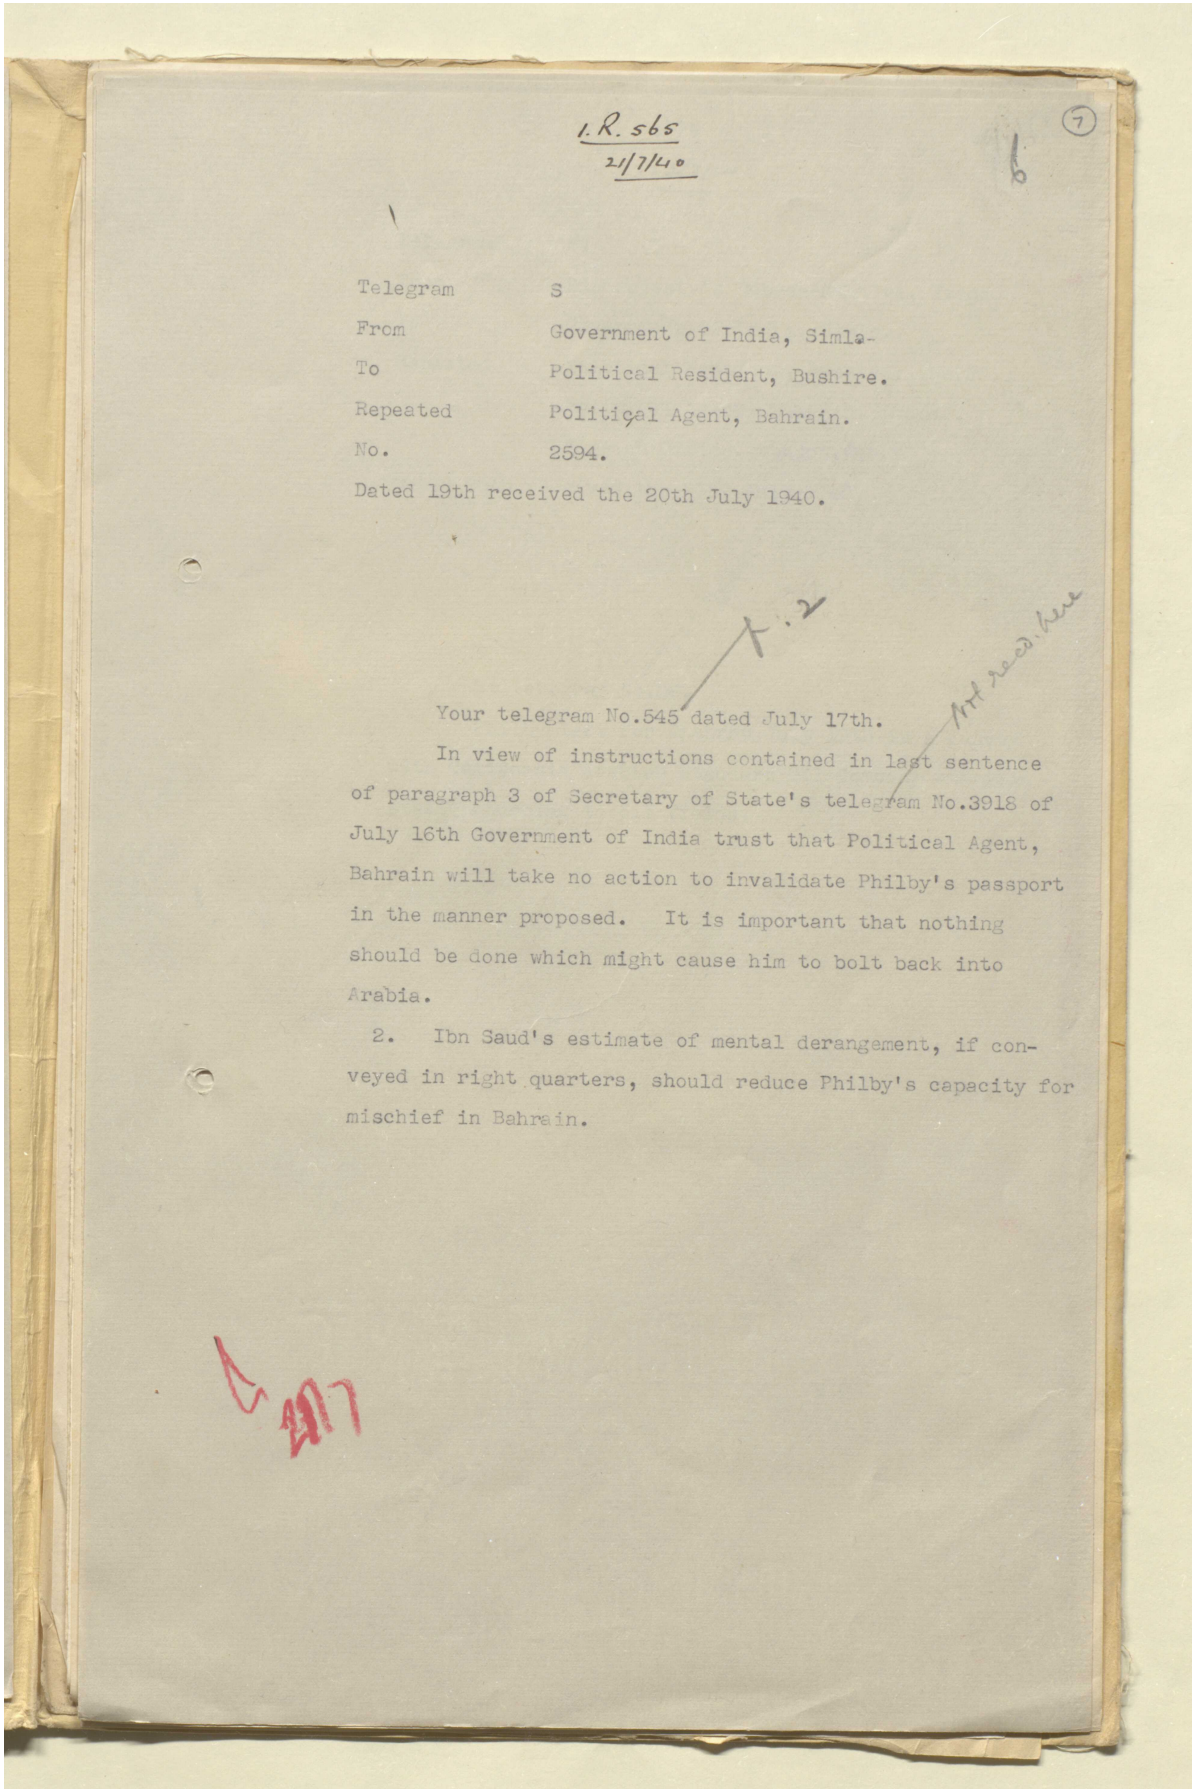 I.R. 565
21/7/40
7
6
Telegram S
From Government of India, Simla-
To Political Resident, Bushire.
Repeated Political Agent, Bahrain.
No. 2594.
Dated 19th received the 20th July 1940.
p. 2
Not recd. here
Your telegram No.545 dated July 17th.
In view of instructions contained in last sentence
of paragraph 3 of Secretary of State's telegram No.3918 of
July 16th Government of India trust that Political Agent,
Bahrain will take no action to invalidate Philby's passport
in the manner proposed. It is important that nothing
should be done which might cause him to bolt back into
Arabia.
2. Ibn Saud's estimate of mental derangement, if con-
veyed in right quarters, should reduce Philby's capacity for
mischief in Bahrain.